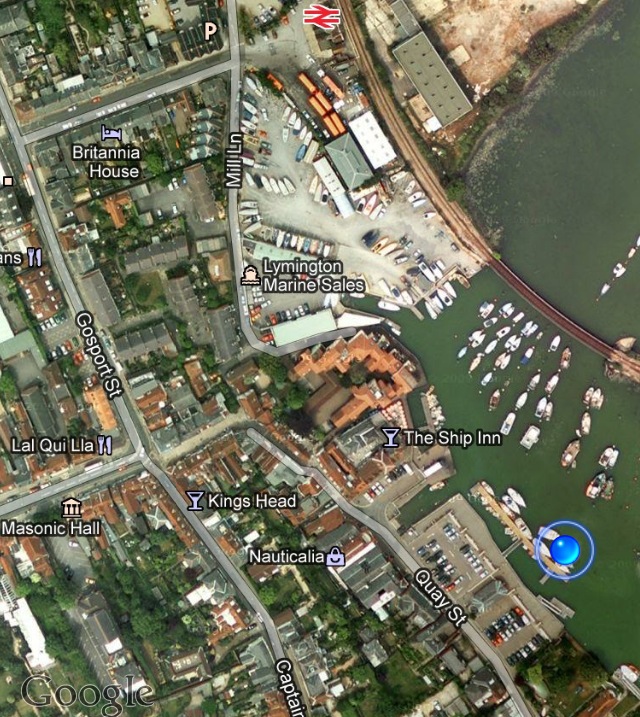 P
Britannia
House
Mill Ln
Lymington
Marine Sales
ans
Gosport St
The Ship Inn
Lal Qui Lla
Kings Head
Masonic Hall
Nauticalia
Quay St
Captain
Google